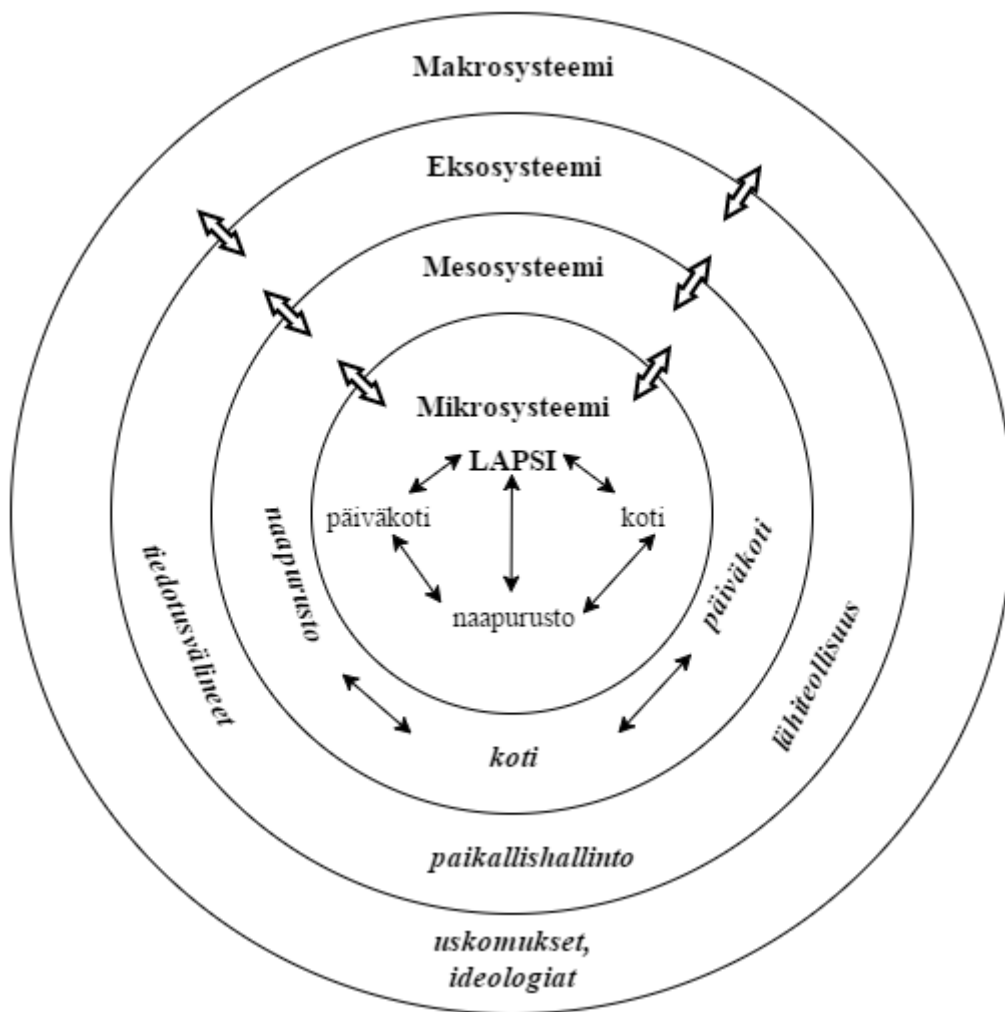 Makrosysteemi
Eksosysteemi
Mesosysteemi
Mikrosysteemi
LAPSI
päiväkoti
koti
naapurusto
naapurusto
päiväkoti
koti
tiedotusvälineet
lähiteollisuus
paikallishallinto
uskomukset,
ideologiat